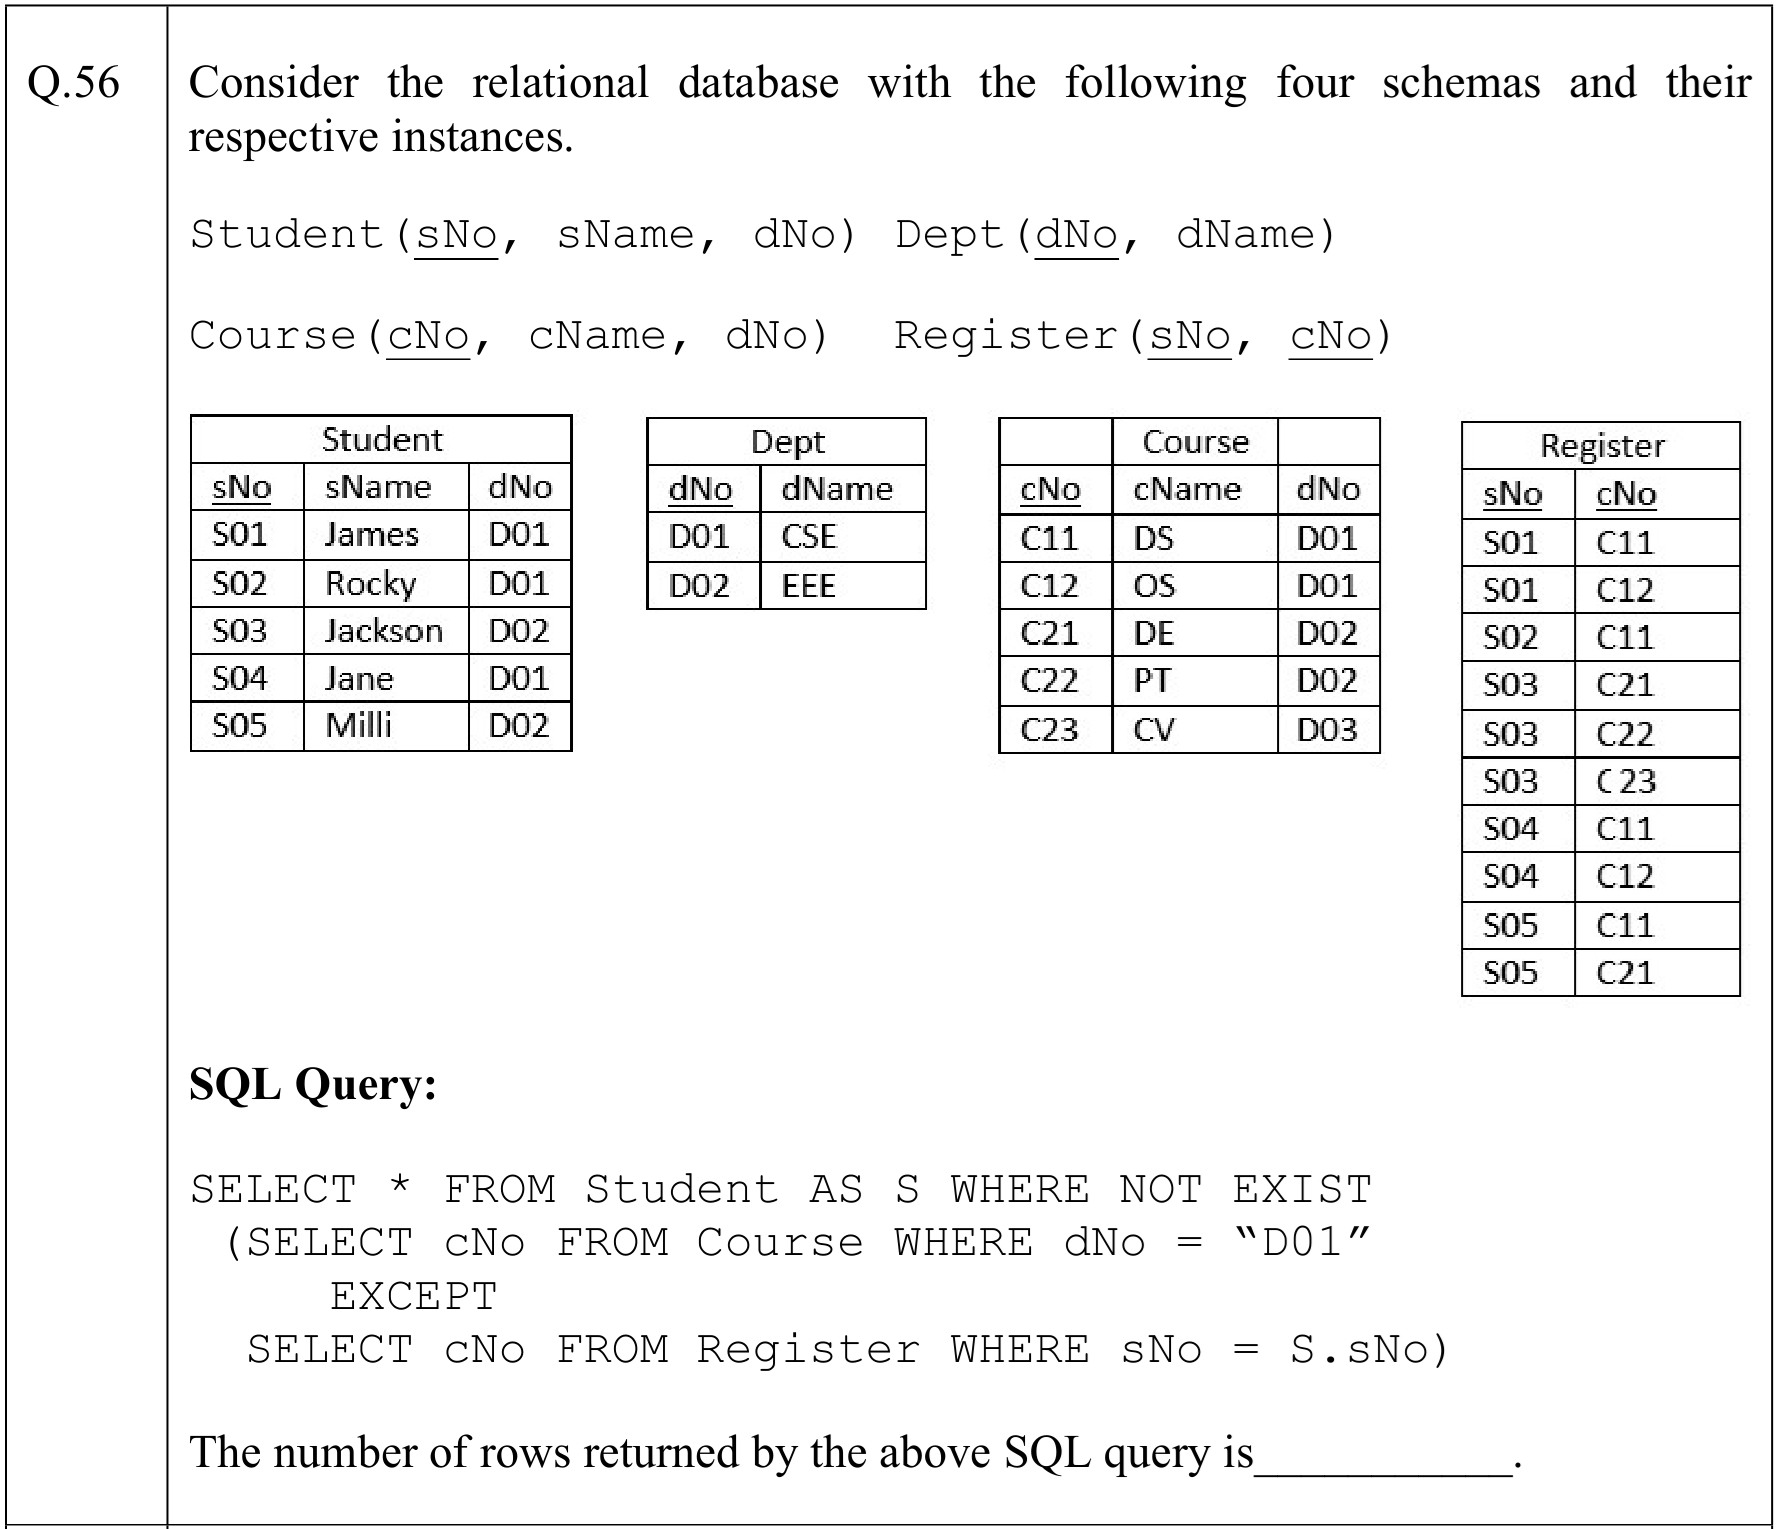 Q.56
Consider the relational database with the following four schemas and their
respective instances.
Student(sNo, sName, dNo) Dept(dNo, dName)
Course(cNo, cName, dNo) Register(sNo, cNo)
Student
sNo sName dNo
S01 James D01
S02 Rocky D01
S03 Jackson D02
S04 Jane D01
S05 Milli D02
Dept
dNo dName
D01 CSE
D02 EEE
Course
cNo cName dNo
C11 DS D01
C12 OS D01
C21 DE D02
C22 PT D02
C23 CV D03
Register
sNo cNo
S01 C11
S01 C12
S02 C11
S03 C21
S03 C22
S03 C23
S04 C11
S04 C12
S05 C11
S05 C21
SQL Query:
SELECT * FROM Student AS S WHERE NOT EXIST
(SELECT cNo FROM Course WHERE dNo = “D01”
EXCEPT
SELECT cNo FROM Register WHERE sNo = S.sNo)
The number of rows returned by the above SQL query is___________.